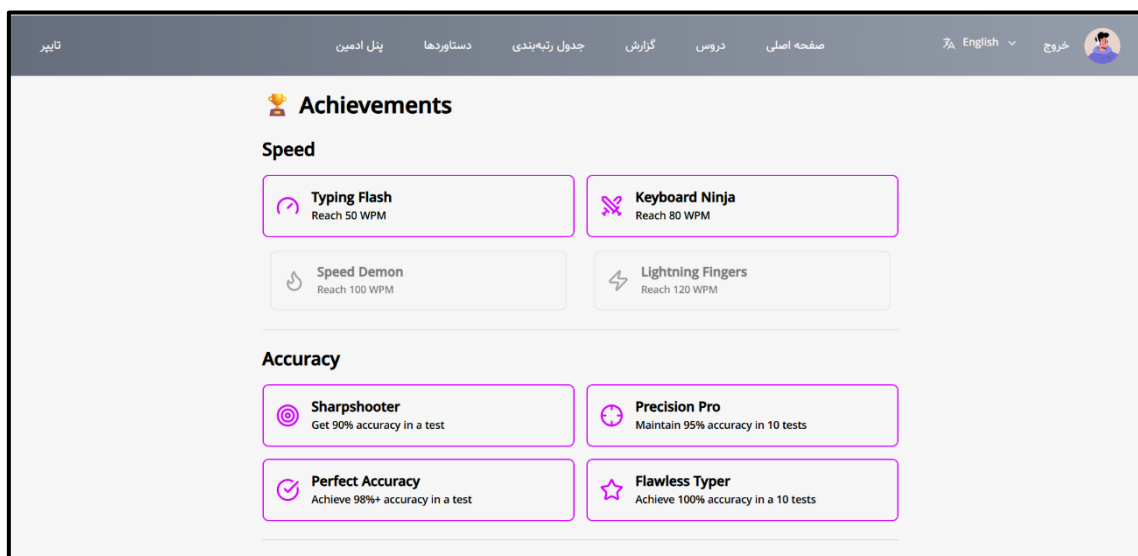 تایپر
پنل ادمین
دستاوردها
جدول رتبه‌بندی
گزارش
دروس
صفحه اصلی
English
خروج
Achievements
Speed
Typing Flash
Reach 50 WPM
Keyboard Ninja
Reach 80 WPM
Speed Demon
Reach 100 WPM
Lightning Fingers
Reach 120 WPM
Accuracy
Sharpshooter
Get 90% accuracy in a test
Precision Pro
Maintain 95% accuracy in 10 tests
Perfect Accuracy
Achieve 98%+ accuracy in a test
Flawless Typer
Achieve 100% accuracy in a 10 tests